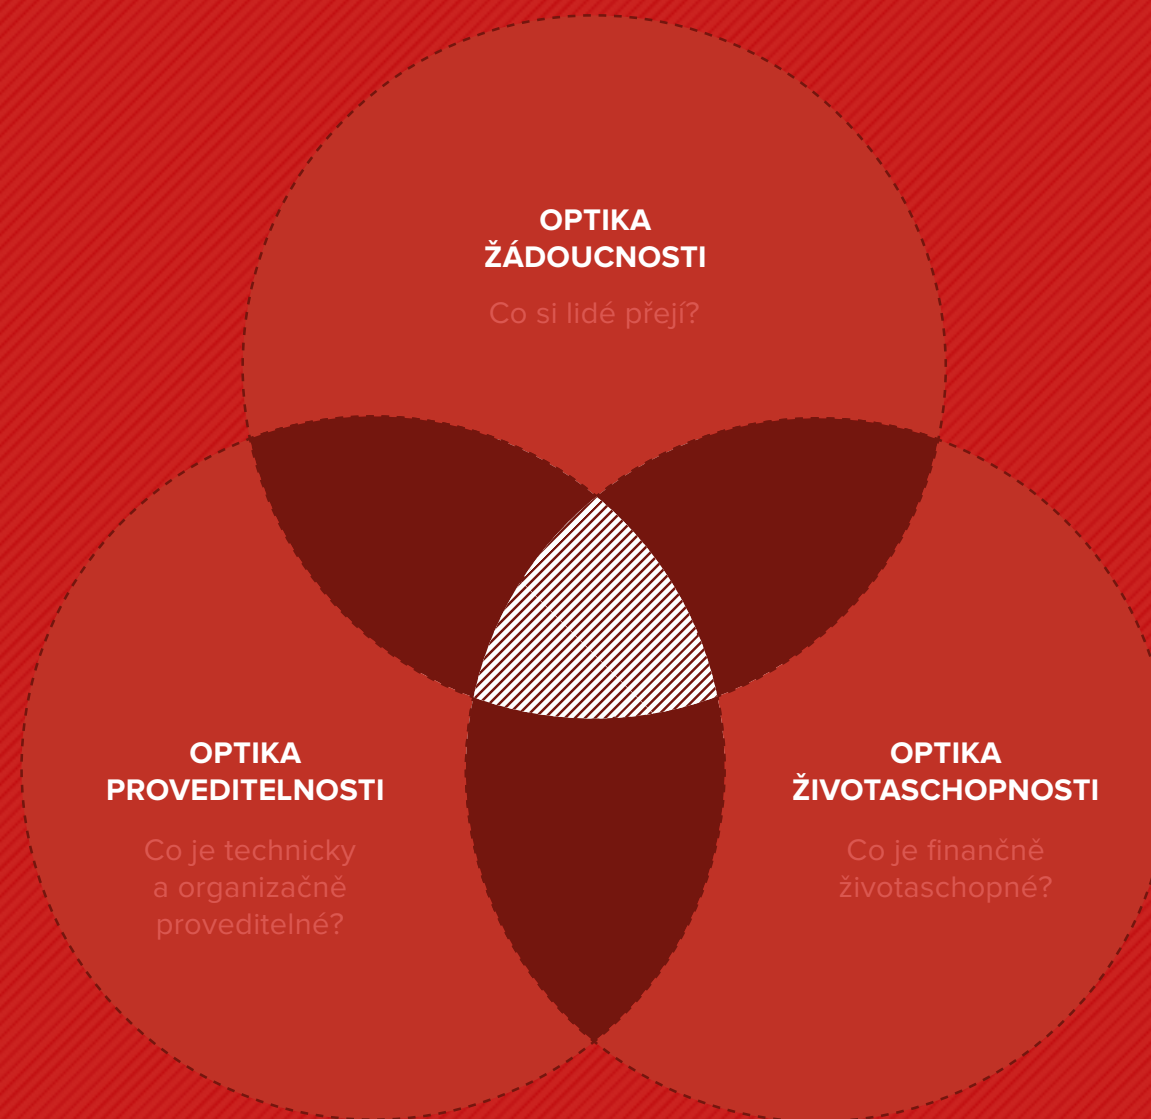 OPTIKA
ŽÁDOUCNOSTI
Co si lidé přejí?
OPTIKA
PROVEDITELNOSTI
Co je technicky
a organizačně
proveditelné?
OPTIKA
ŽIVOTASCHOPNOSTI
Co je finančně
životaschopné?